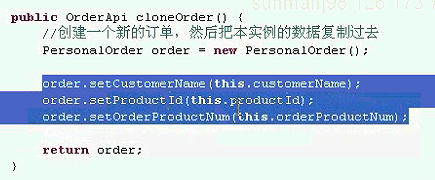 public OrderApi cloneOrder() {
//创建一个新的订单，然后把本实例的数据复制过去
PersonalOrder order = new PersonalOrder();
order.setCustomerName(this.customerName);
order.setProductId(this.productId);
order.setOrderProductNum(this.orderProductNum);
return order;
}